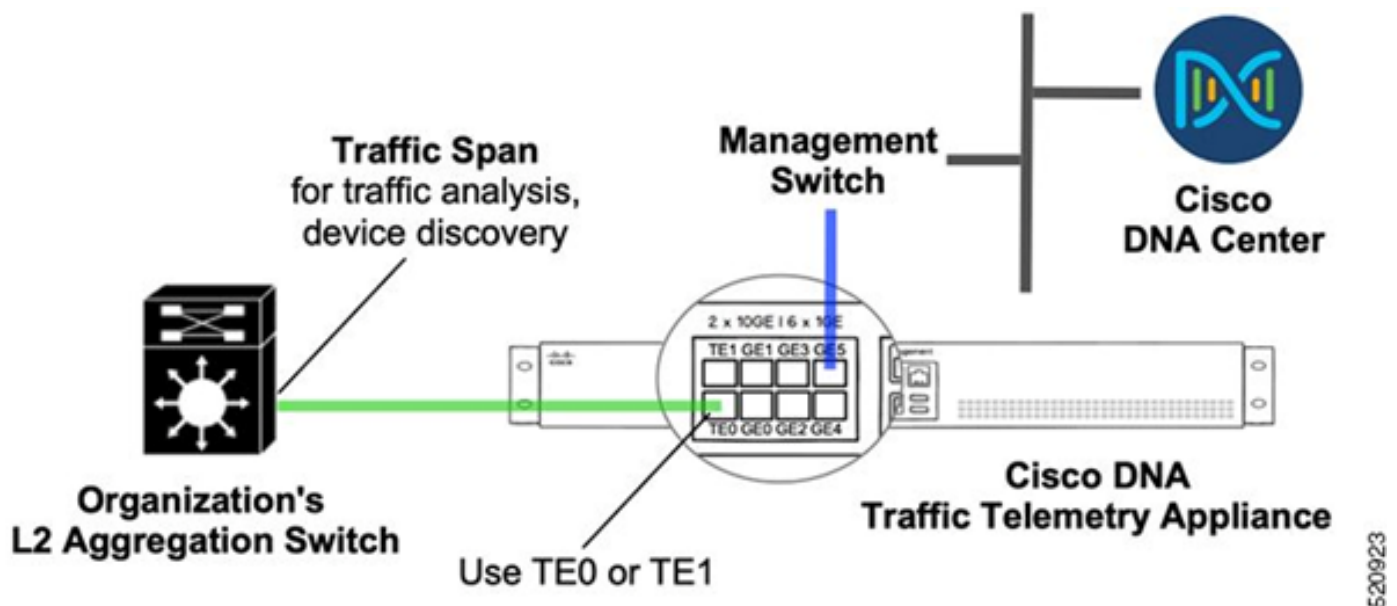 Traffic Span
for traffic analysis,
device discovery
Management
Switch
Cisco
DNA Center
2 x 10GE | 6 x 1GE
TE1 GE1 GE3 GE5
TE0 GE0 GE2 GE4
Organization's
L2 Aggregation Switch
Use TE0 or TE1
Cisco DNA
Traffic Telemetry Appliance
520923